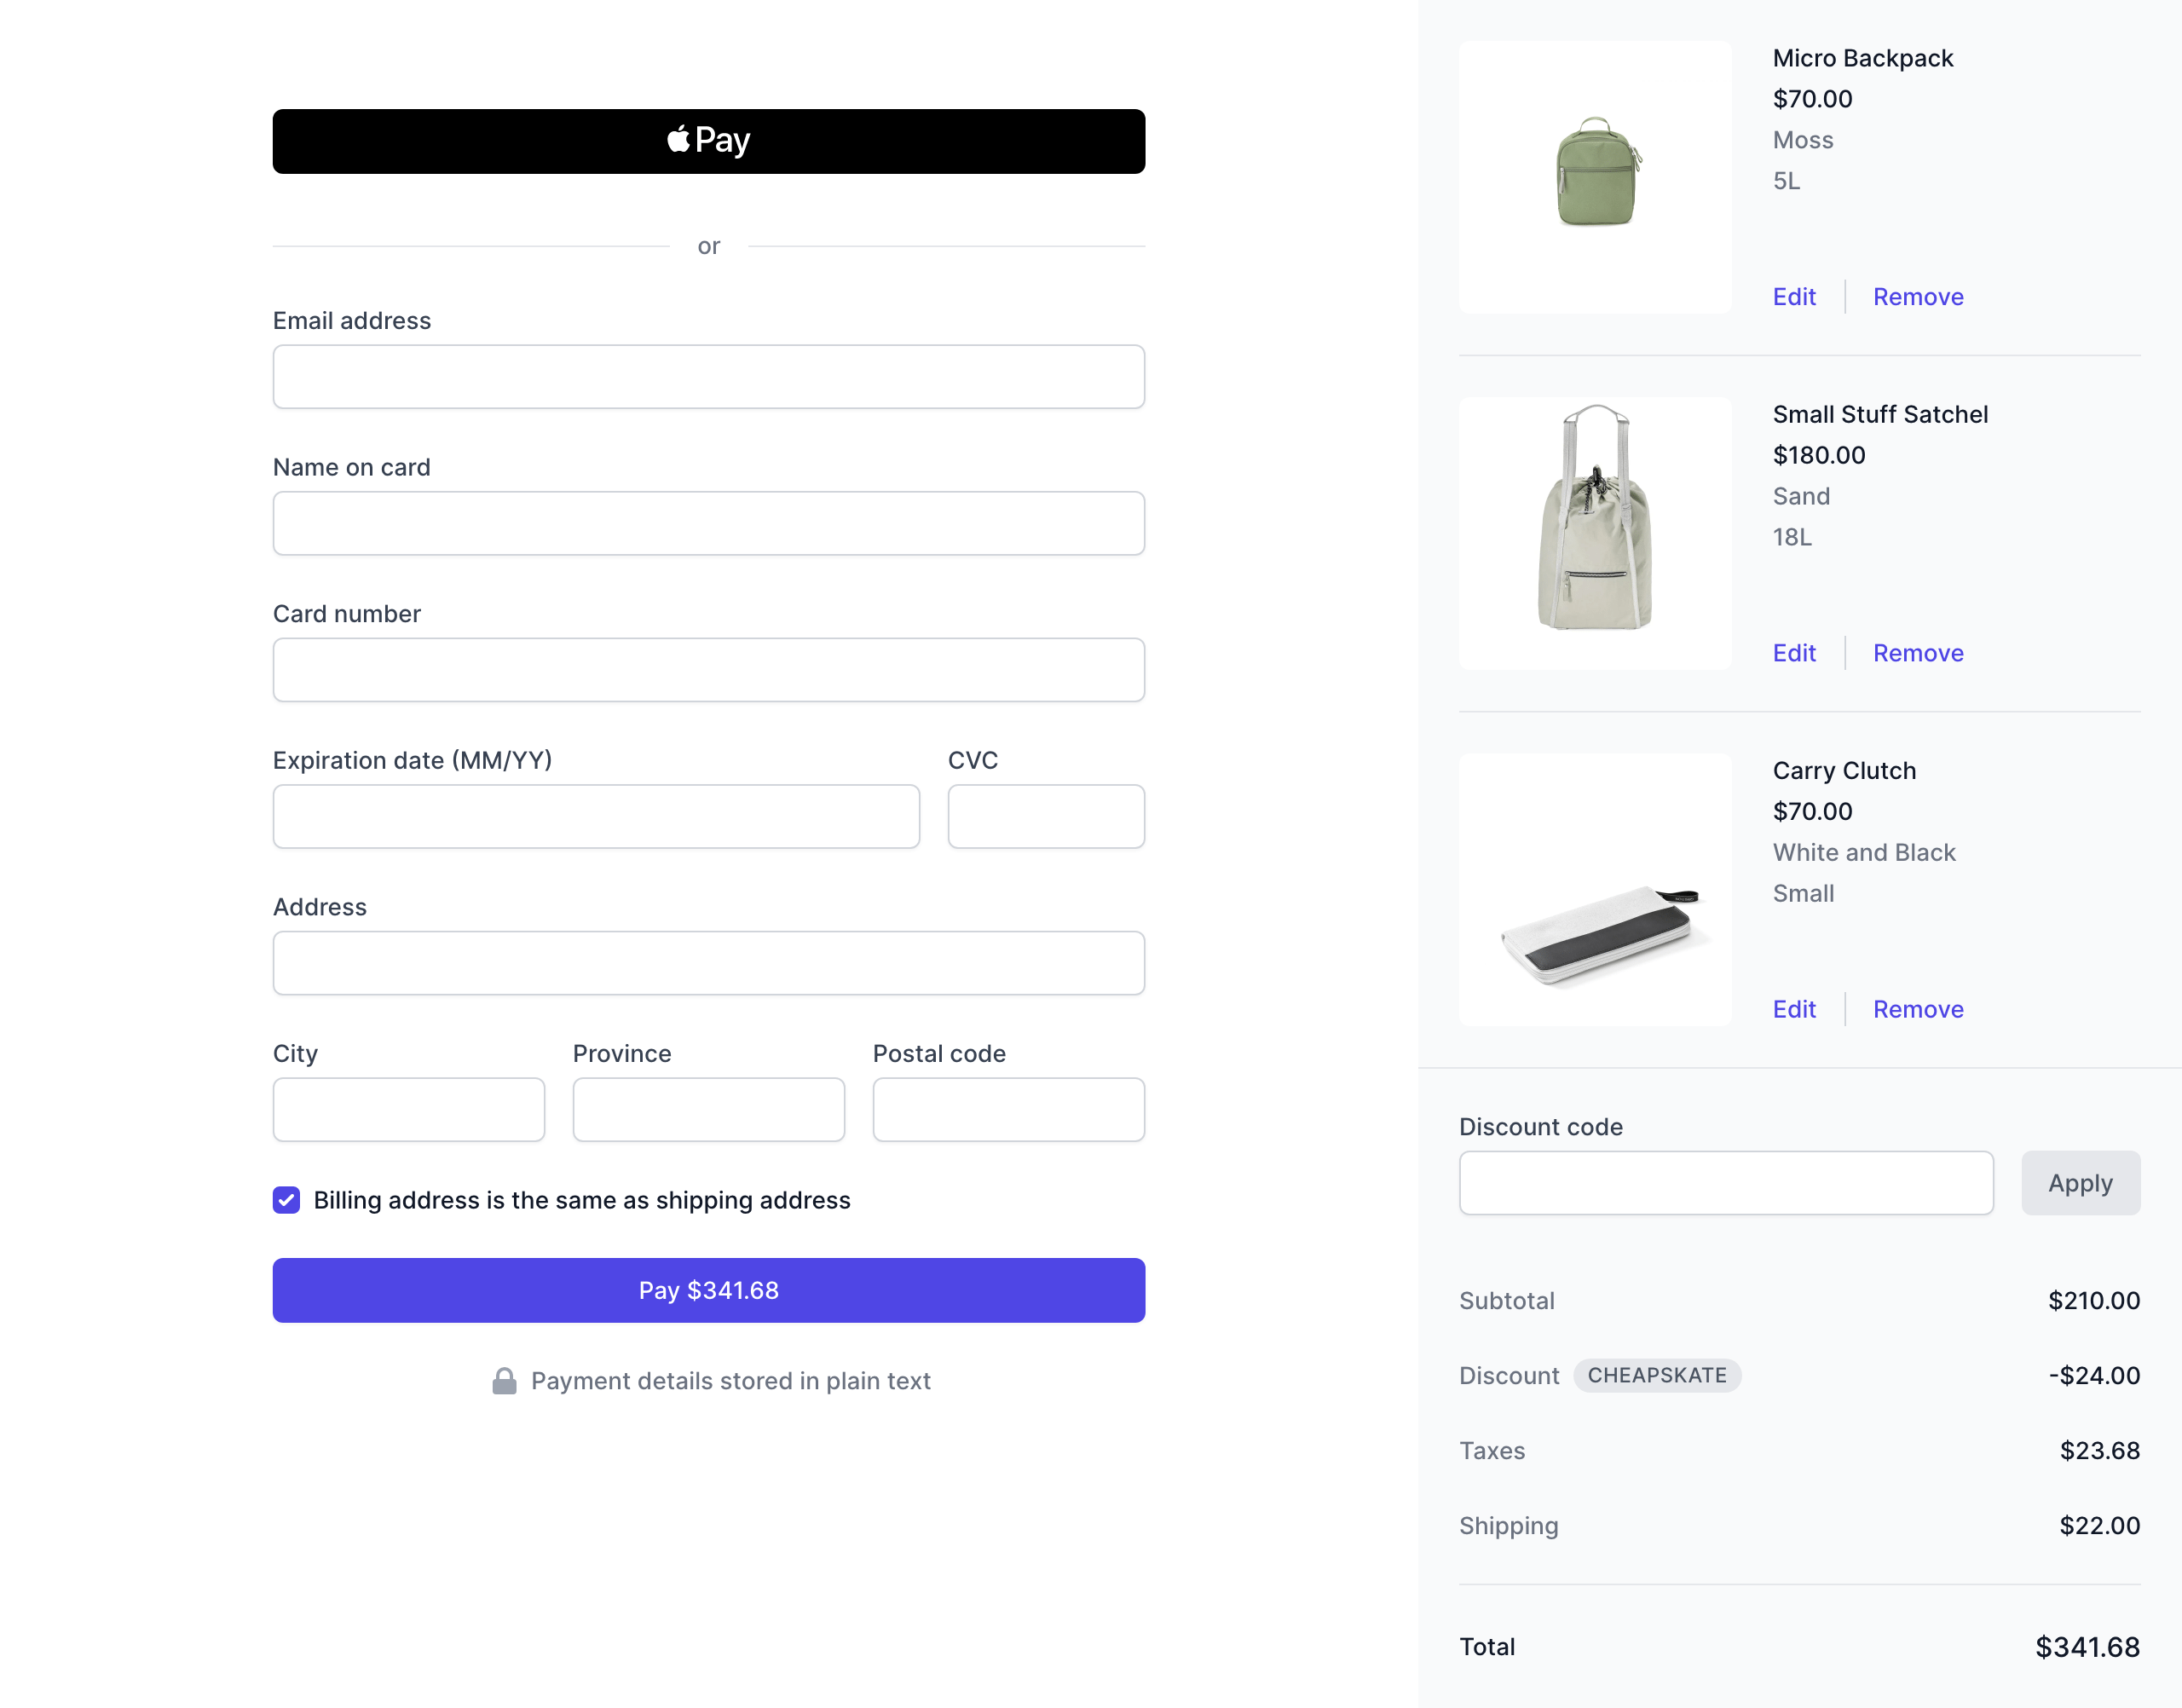 Pay
or
Email address
Name on card
Card number
Expiration date (MM/YY)
CVC
Address
City
Province
Postal code
Billing address is the same as shipping address
Pay $341.68
Payment details stored in plain text
Micro Backpack
$70.00
Moss
5L
Edit
Remove
Small Stuff Satchel
$180.00
Sand
18L
Edit
Remove
Carry Clutch
$70.00
White and Black
Small
Edit
Remove
Discount code
Apply
Subtotal $210.00
Discount CHEAPSKATE -$24.00
Taxes $23.68
Shipping $22.00
Total $341.68